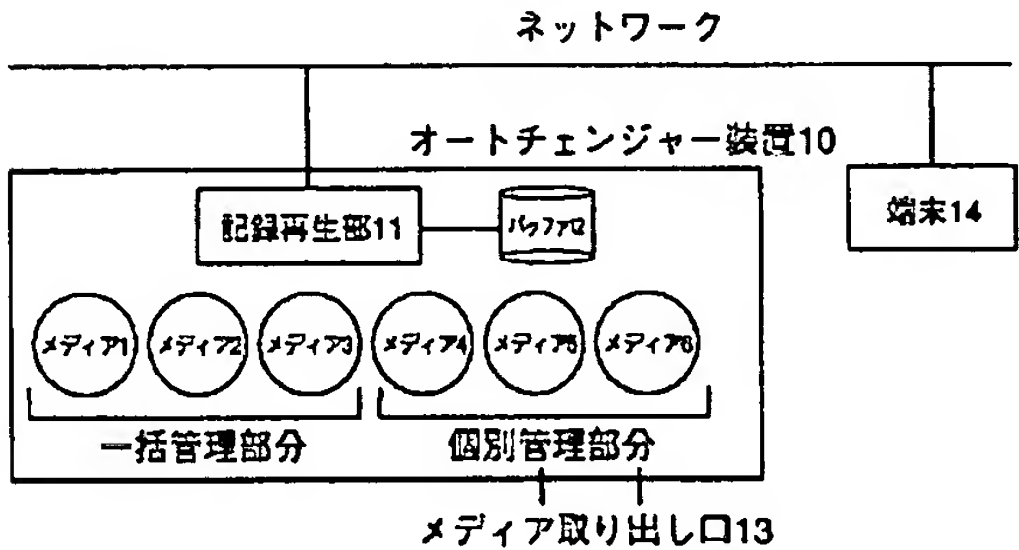 ネットワーク
オートチェンジャー装置10
記録再生部11
バッファ12
端末14
メディア1
メディア2
メディア3
メディア4
メディア5
メディア6
一括管理部分
個別管理部分
メディア取り出し口13